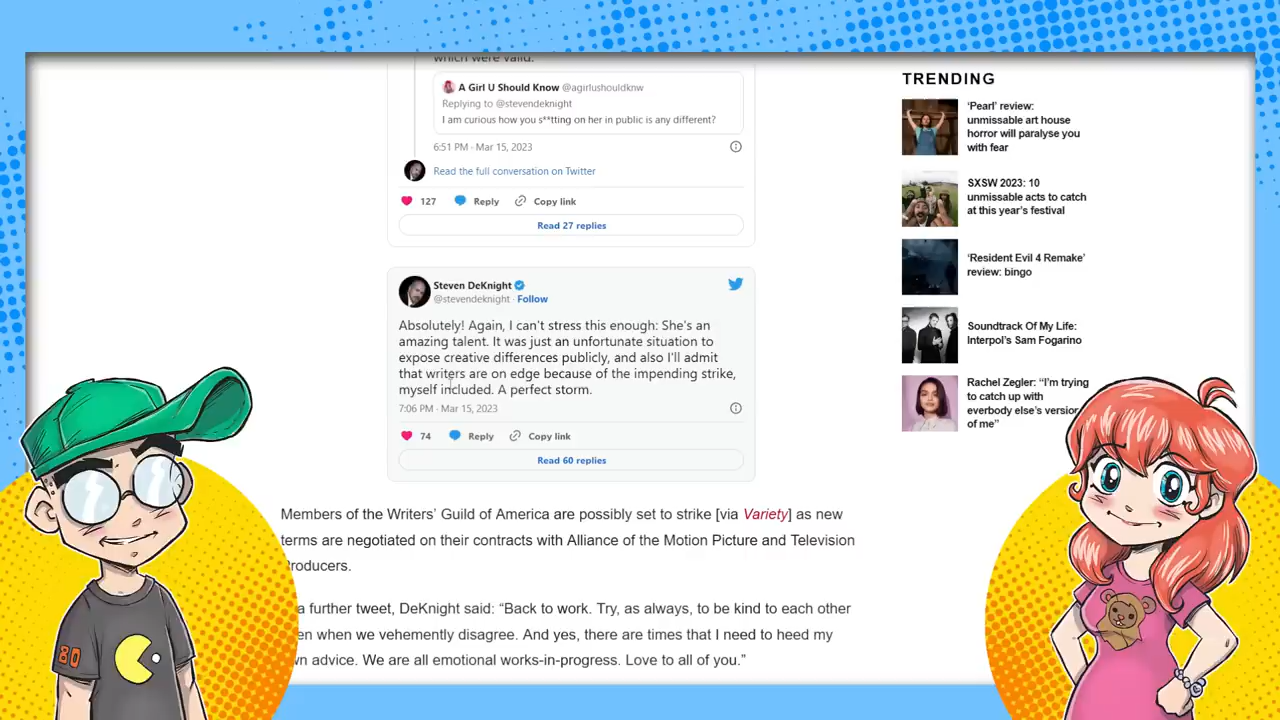 which were valid.
A Girl U Should Know @agirlushouldknw
Replying to @stevendeknight
I am curious how you s**tting on her in public is any different?
6:51 PM · Mar 15, 2023
Read the full conversation on Twitter
127 Reply Copy link
Read 27 replies
Steven DeKnight
@stevendeknight · Follow
Absolutely! Again, I can't stress this enough: She's an
amazing talent. It was just an unfortunate situation to
expose creative differences publicly, and also I'll admit
that writers are on edge because of the impending strike,
myself included. A perfect storm.
7:06 PM · Mar 15, 2023
74 Reply Copy link
Read 60 replies
Members of the Writers' Guild of America are possibly set to strike [via Variety] as new
terms are negotiated on their contracts with Alliance of the Motion Picture and Television
roducers.
a further tweet, DeKnight said: “Back to work. Try, as always, to be kind to each other
en when we vehemently disagree. And yes, there are times that I need to heed my
wn advice. We are all emotional works-in-progress. Love to all of you.”
TRENDING
‘Pearl’ review:
unmissable art house
horror will paralyse you
with fear
SXSW 2023: 10
unmissable acts to catch
at this year’s festival
‘Resident Evil 4 Remake’
review: bingo
Soundtrack Of My Life:
Interpol’s Sam Fogarino
Rachel Zegler: “I’m trying
to catch up with
everbody else’s version
of me”
80